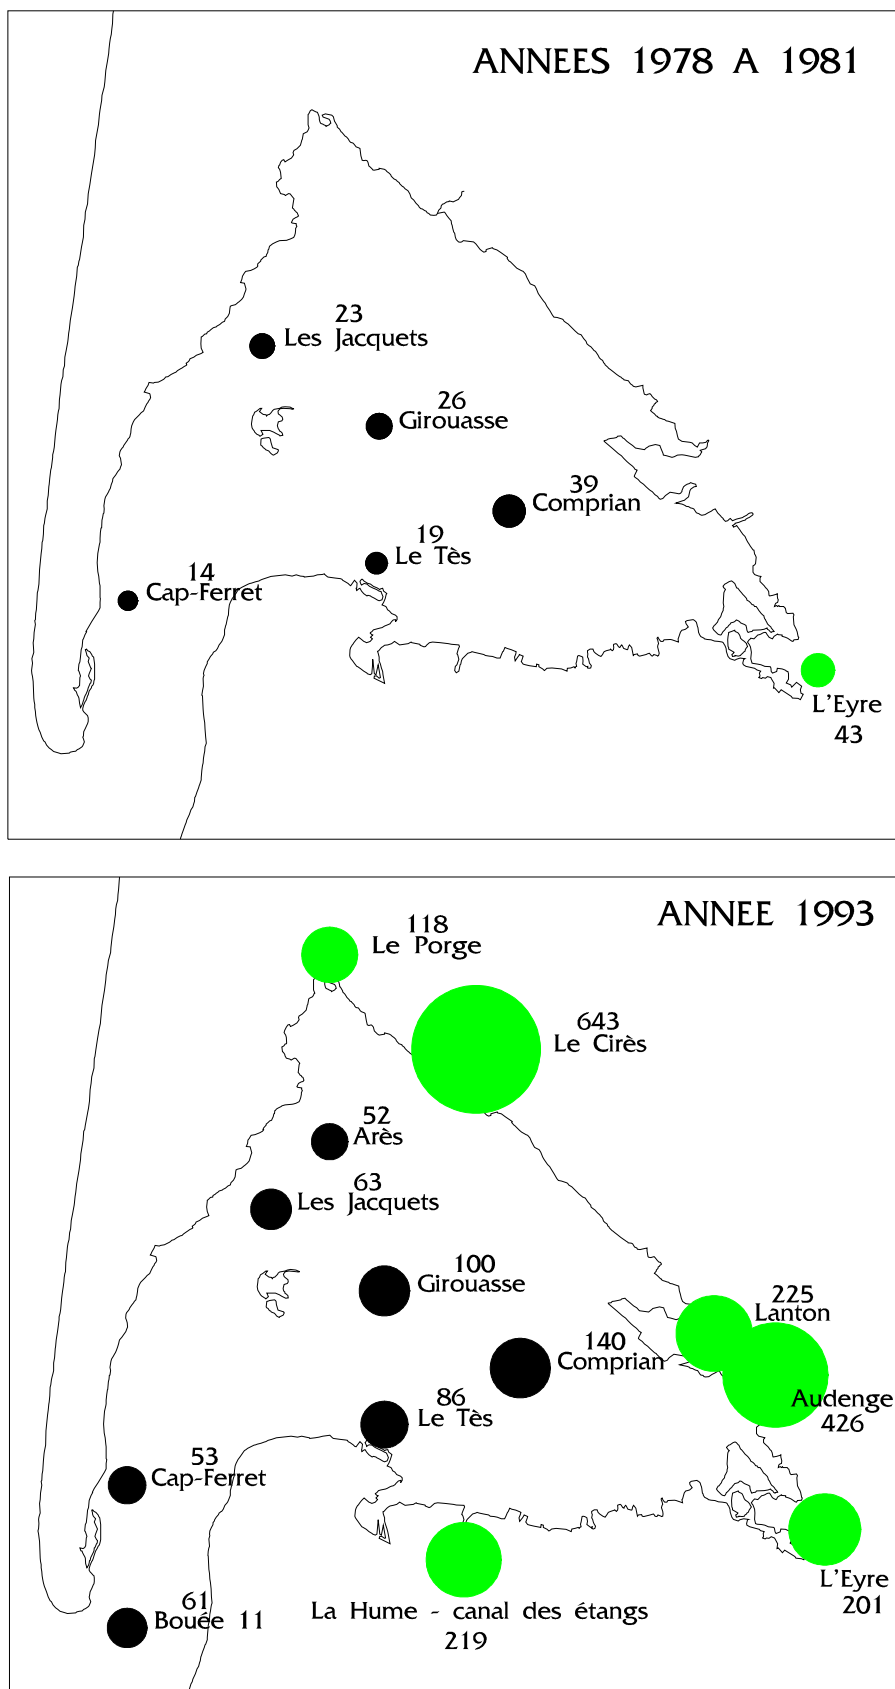 ANNEES 1978 A 1981
23
Les Jacquets
26
Girouasse
39
Comprian
19
Le Tès
14
Cap-Ferret
L'Eyre
43
ANNEE 1993
118
Le Porge
643
Le Cirès
52
Arès
63
Les Jacquets
100
Girouasse
225
Lanton
140
Comprian
86
Le Tès
Audenge
426
53
Cap-Ferret
L'Eyre
201
61
Bouée 11
La Hume - canal des étangs
219